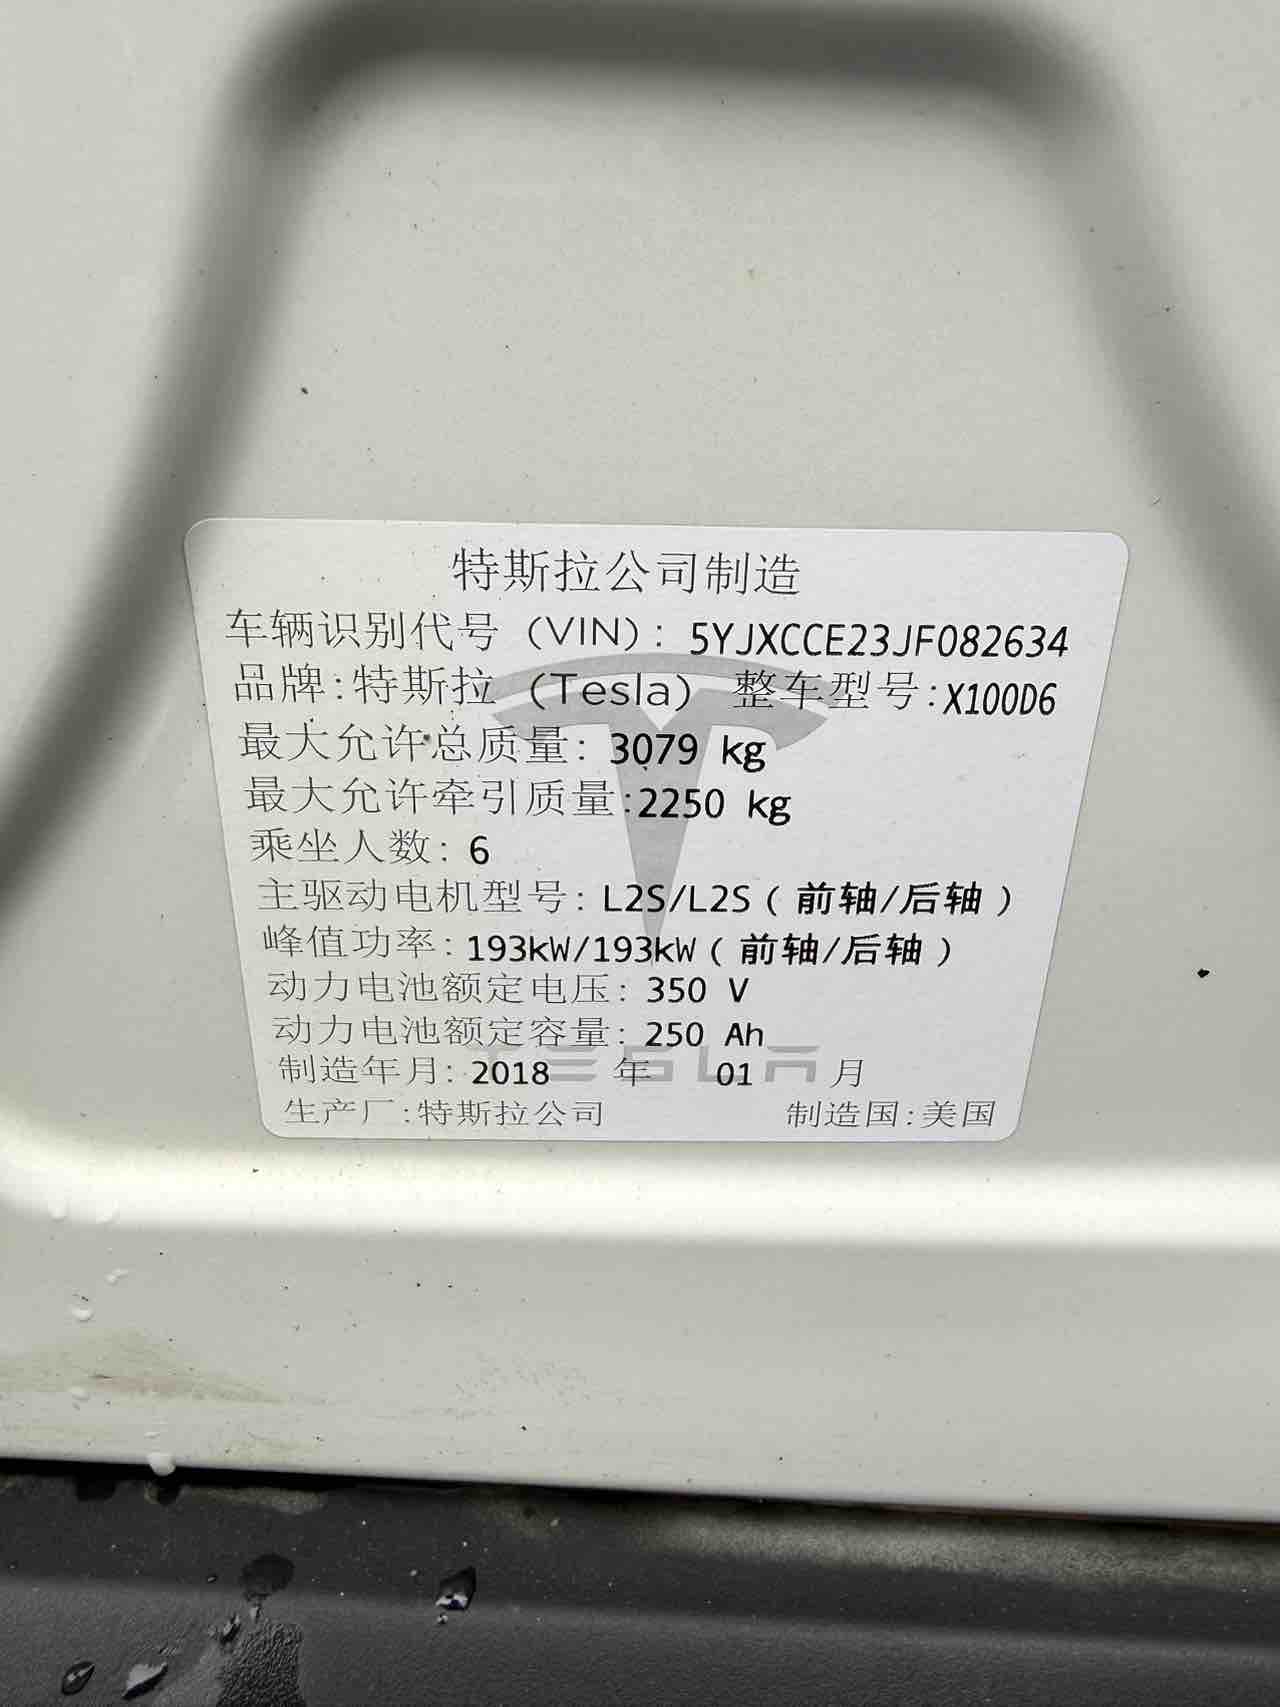 特斯拉公司制造
车辆识别代号 (VIN): 5YJXCCE23JF082634
品牌:特斯拉 (Tesla) 整车型号:X100D6
最大允许总质量: 3079 kg
最大允许牵引质量:2250 kg
乘坐人数: 6
主驱动电机型号: L2S/L2S (前轴/后轴)
峰值功率: 193kW/193kW (前轴/后轴)
动力电池额定电压: 350 V
动力电池额定容量: 250 Ah
TESLA
制造年月: 2018 年 01 月
生产厂:特斯拉公司 制造国:美国